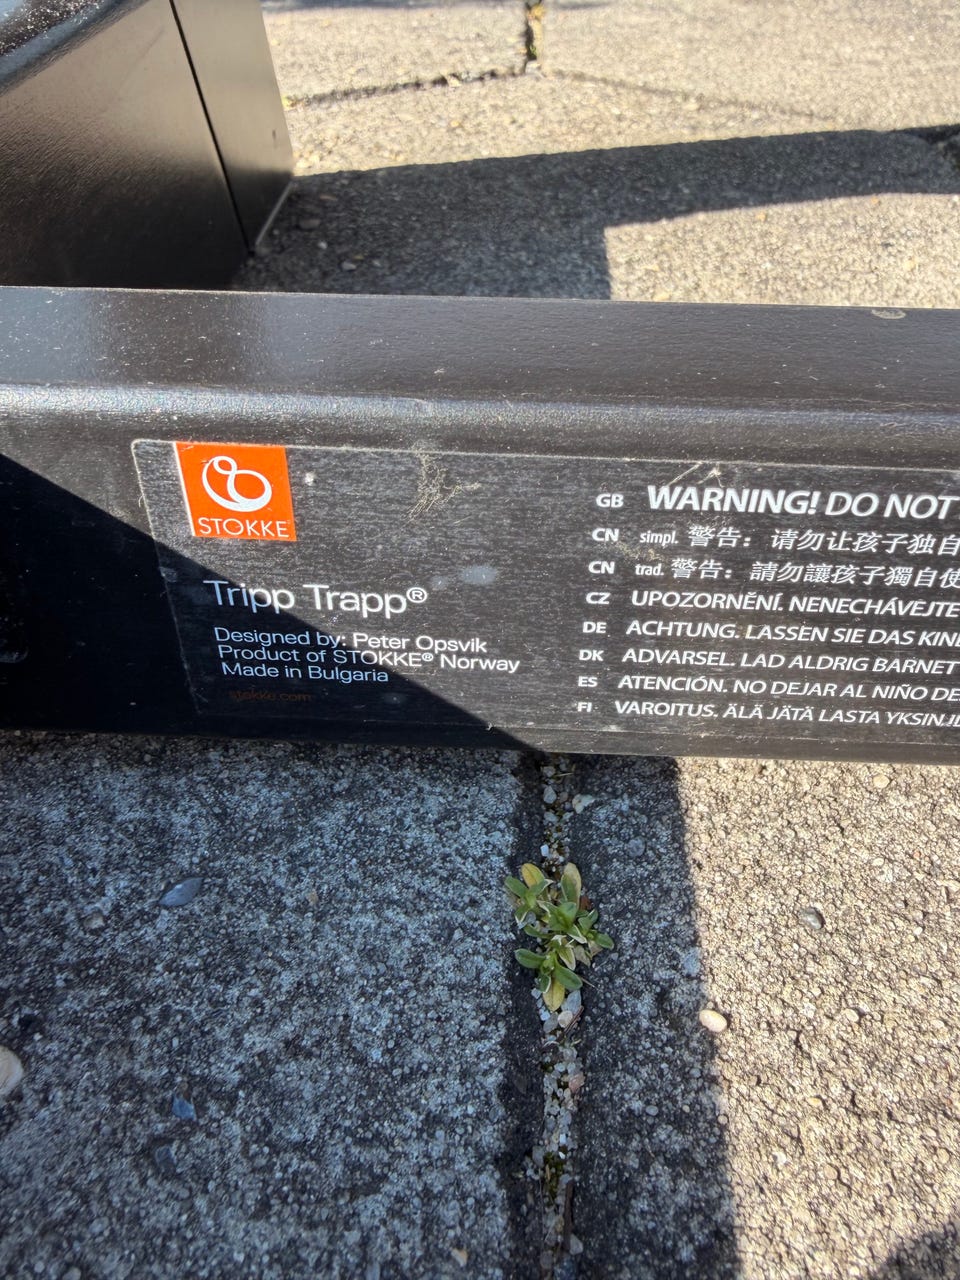 STOKKE
Tripp Trapp®
Designed by: Peter Opsvik
Product of STOKKE® Norway
Made in Bulgaria
stokke.com
GB WARNING! DO NOT
CN simpl. 警告：请勿让孩子独自
CN trad. 警告：請勿讓孩子獨自使
CZ UPOZORNĚNÍ. NENECHÁVEJTE
DE ACHTUNG. LASSEN SIE DAS KIN
DK ADVARSEL. LAD ALDRIG BARNET
ES ATENCIÓN. NO DEJAR AL NIÑO DE
FI VAROITUS. ÄLÄ JÄTÄ LASTA YKSIN